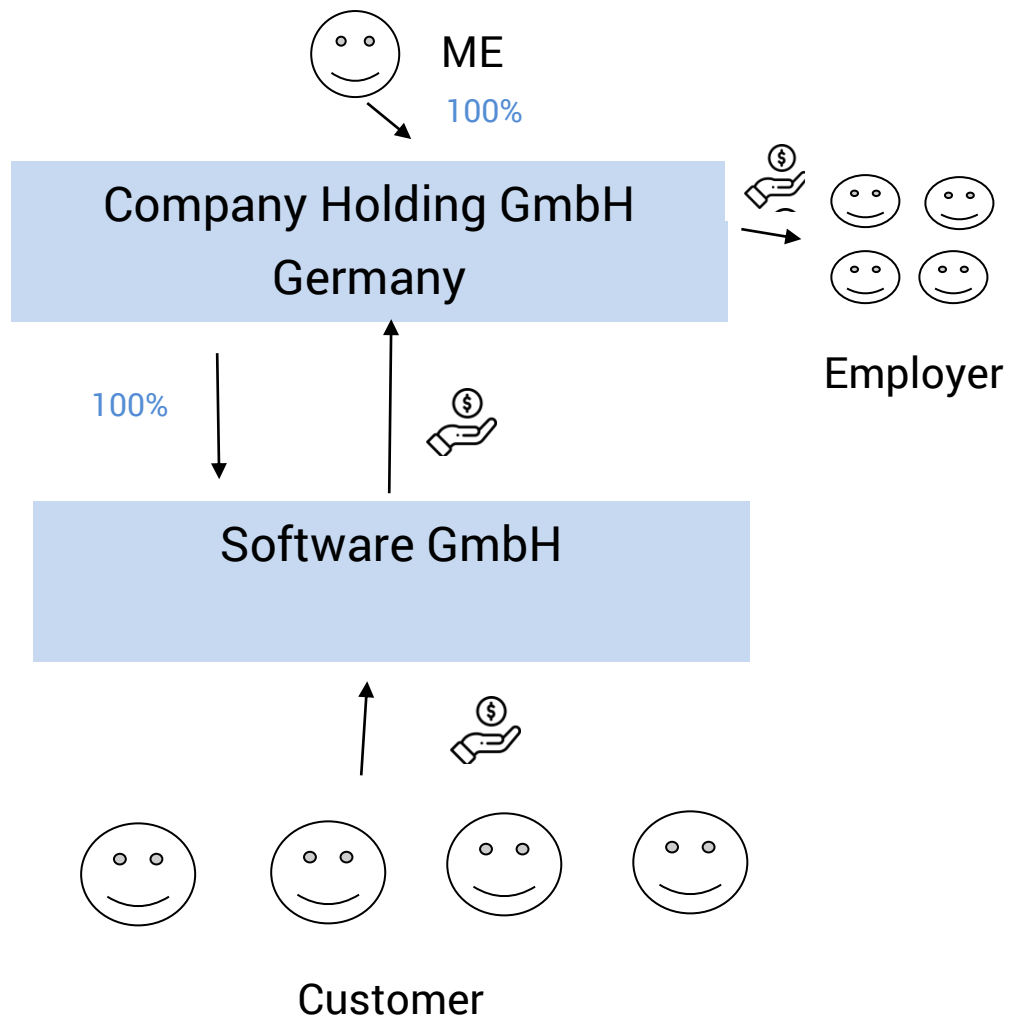 ME
100%
Company Holding GmbH
Germany
Employer
100%
Software GmbH
Customer